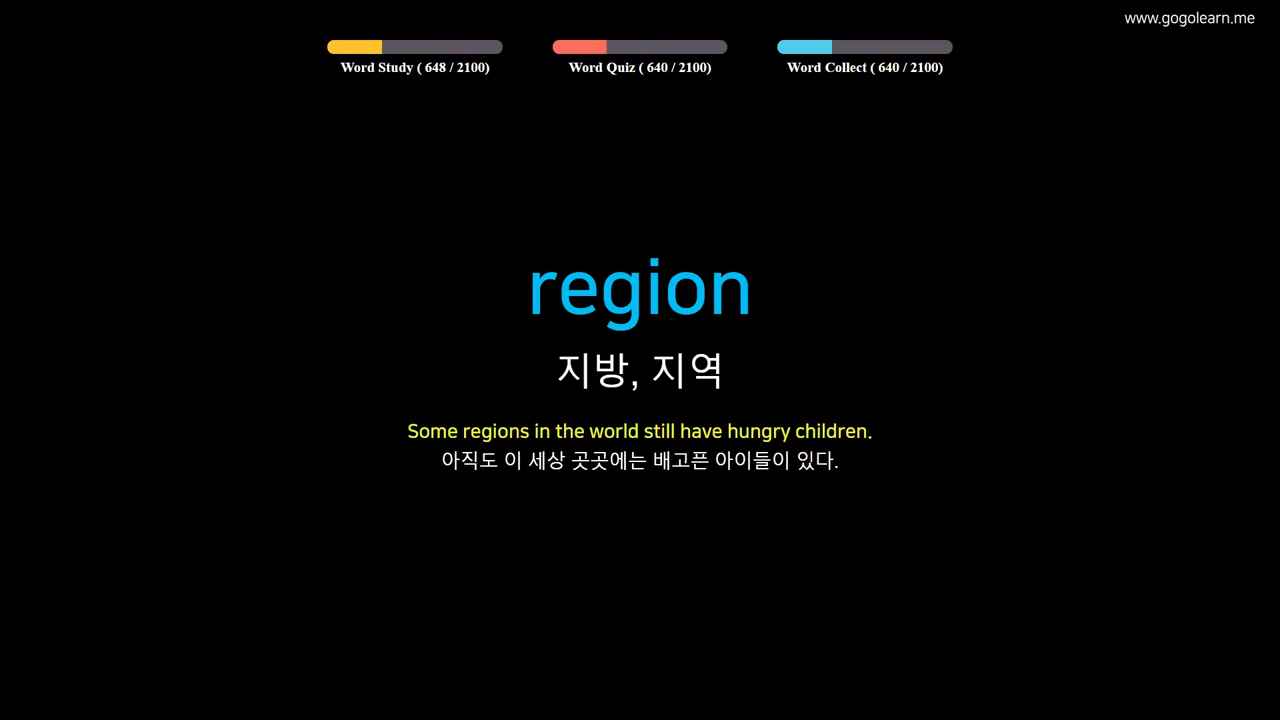 www.gogolearn.me
Word Study ( 648 / 2100)
Word Quiz ( 640 / 2100)
Word Collect ( 640 / 2100)
region
지방, 지역
Some regions in the world still have hungry children.
아직도 이 세상 곳곳에는 배고픈 아이들이 있다.